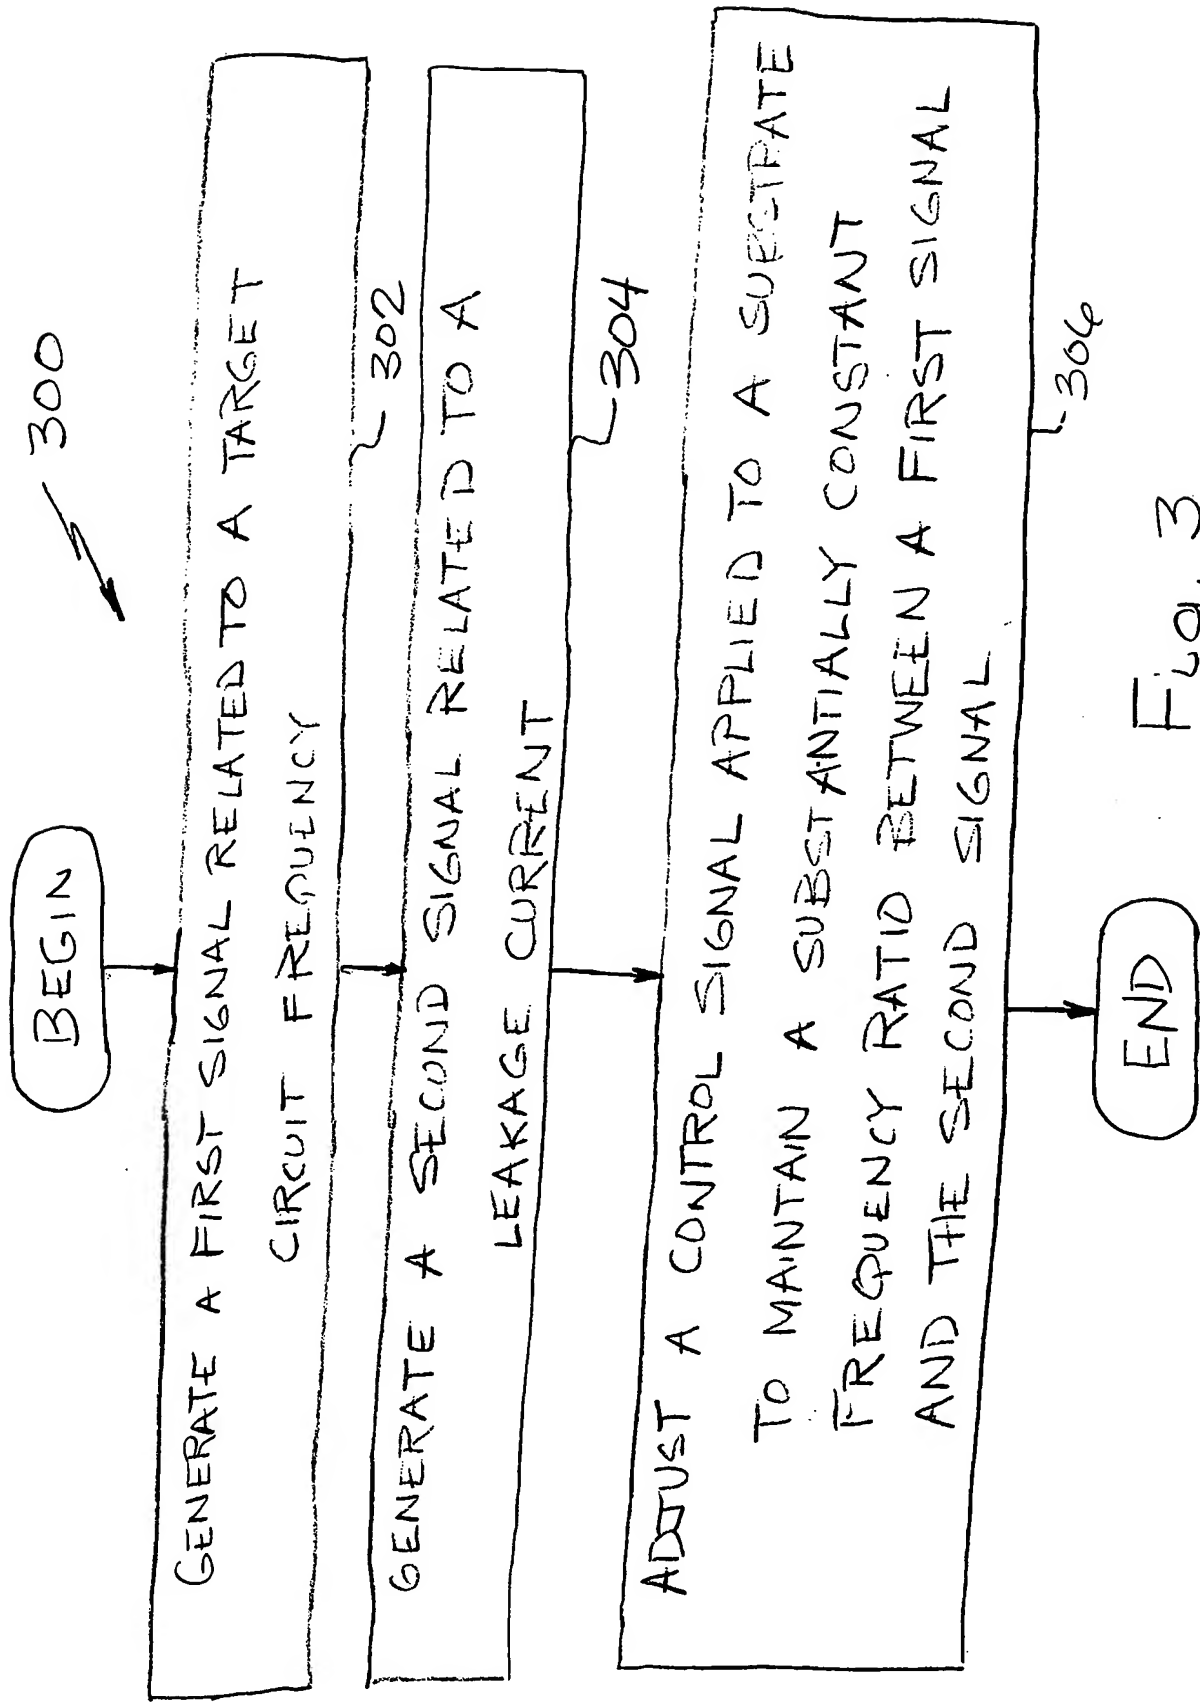 300
BEGIN
GENERATE A FIRST SIGNAL RELATED TO A TARGET
CIRCUIT FREQUENCY
302
GENERATE A SECOND SIGNAL RELATED TO A
LEAKAGE CURRENT
304
ADJUST A CONTROL SIGNAL APPLIED TO A SUBSTRATE
TO MAINTAIN A SUBSTANTIALLY CONSTANT
FREQUENCY RATIO BETWEEN A FIRST SIGNAL
AND THE SECOND SIGNAL
306
END
FIG. 3